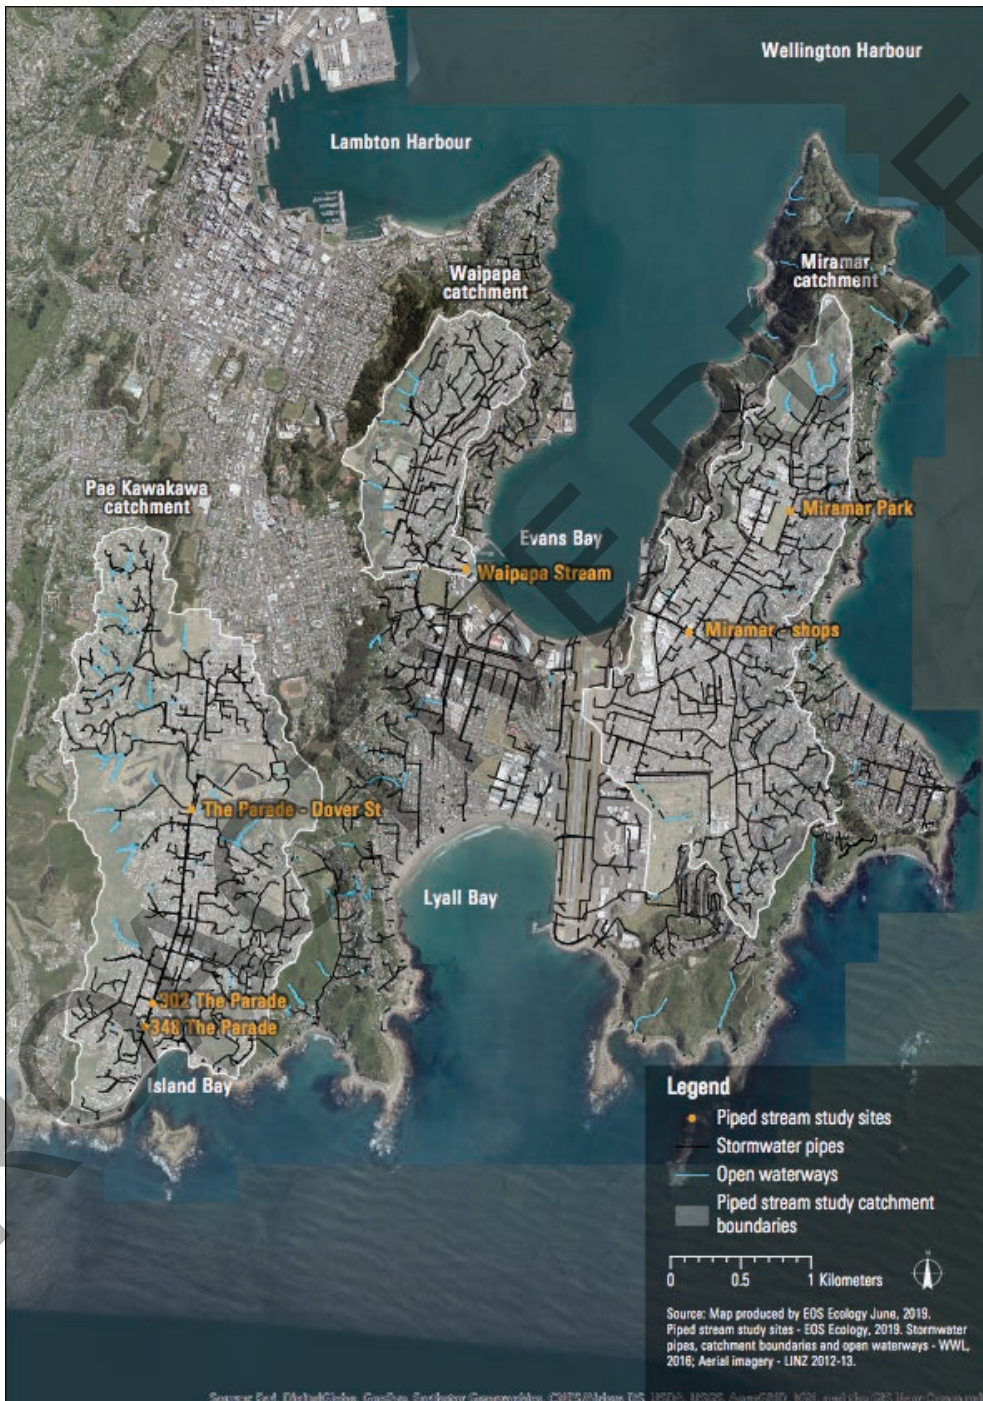 Wellington Harbour
Lambton Harbour
Waipapa
catchment
Miramar
catchment
Pae Kawakawa
catchment
Miramar Park
Evans Bay
Waipapa Stream
Miramar - shops
The Parade - Dover St
Lyall Bay
302 The Parade
348 The Parade
Island Bay
Legend
Piped stream study sites
Stormwater pipes
Open waterways
Piped stream study catchment
boundaries
0 0.5 1 Kilometers
N
Source: Map produced by EOS Ecology June, 2019.
Piped stream study sites - EOS Ecology, 2019. Stormwater
pipes, catchment boundaries and open waterways - WWL,
2016; Aerial imagery - LINZ 2012-13.